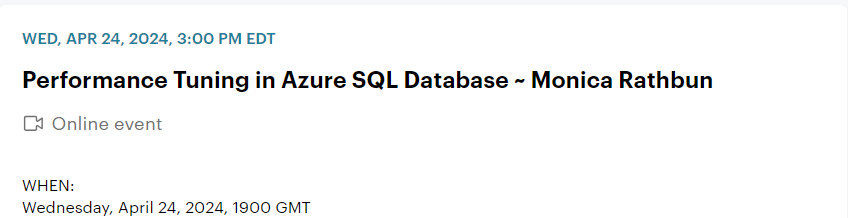 WED, APR 24, 2024, 3:00 PM EDT
Performance Tuning in Azure SQL Database ~ Monica Rathbun
Online event
WHEN:
Wednesday, April 24, 2024, 1900 GMT